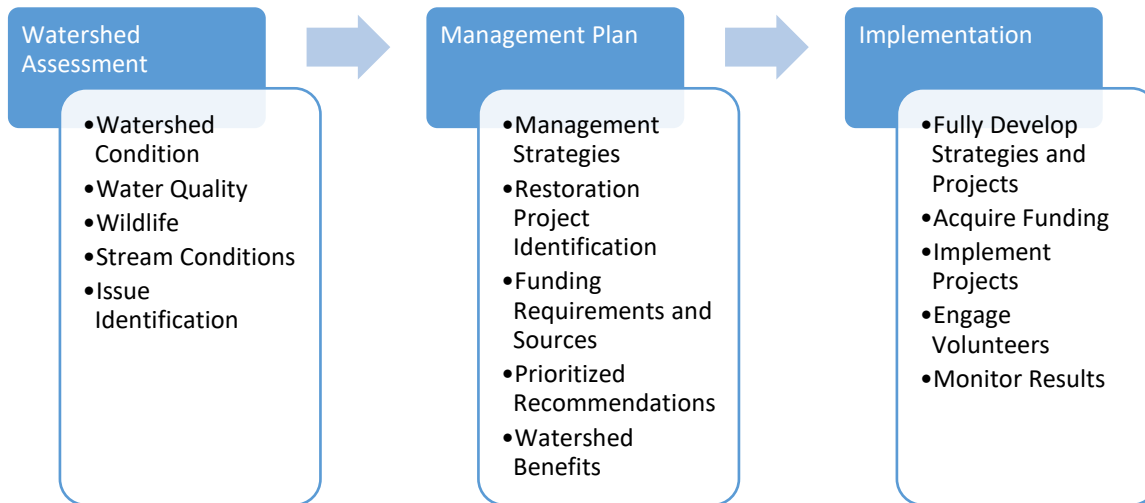 Watershed
Assessment
•Watershed
Condition
•Water Quality
•Wildlife
•Stream Conditions
•Issue
Identification
Management Plan
•Management
Strategies
•Restoration
Project
Identification
•Funding
Requirements and
Sources
•Prioritized
Recommendations
•Watershed
Benefits
Implementation
•Fully Develop
Strategies and
Projects
•Acquire Funding
•Implement
Projects
•Engage
Volunteers
•Monitor Results